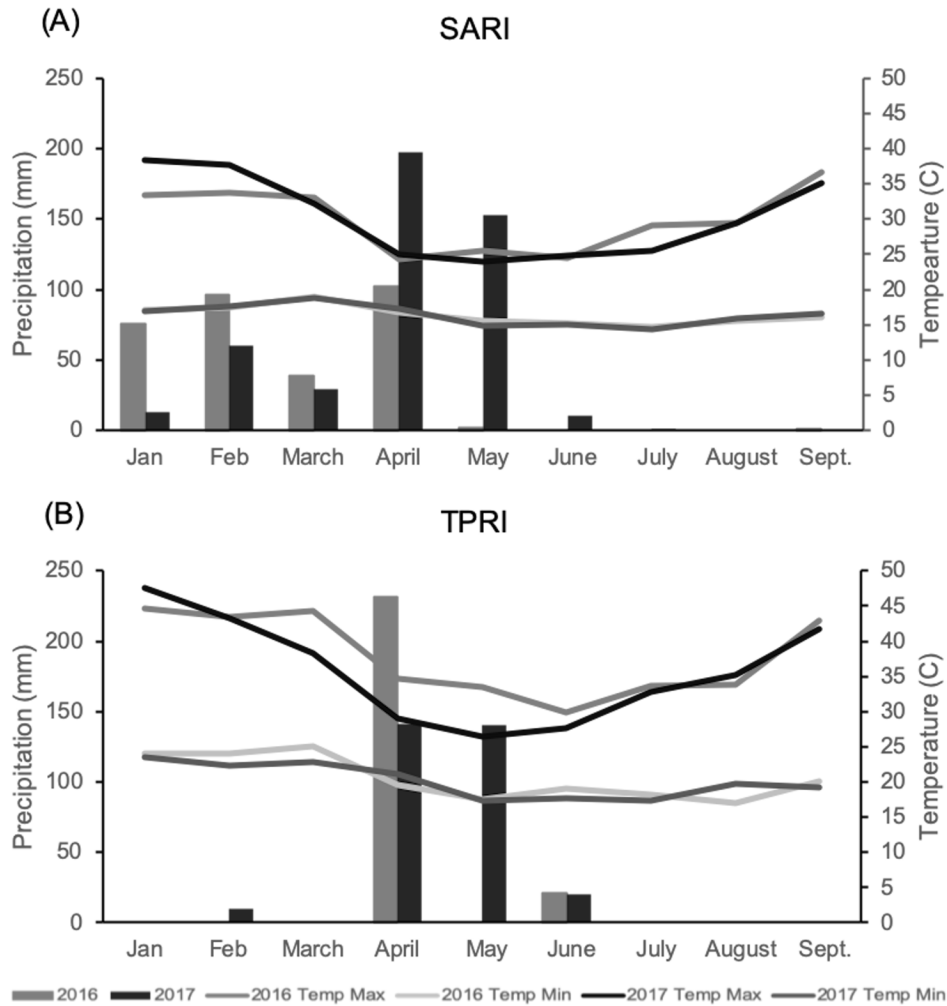 (A)
SARI
250 50
45
200 40
35
150 30
25
100 20
15
50 10
5
0 0
Precipitation (mm)
Tempearture (C)
Jan Feb March April May June July August Sept.
(B)
TPRI
250 50
45
200 40
35
150 30
25
100 20
15
50 10
5
0 0
Precipitation (mm)
Temperature (C)
Jan Feb March April May June July August Sept.
2016 2017 2016 Temp Max 2016 Temp Min 2017 Temp Max 2017 Temp Min